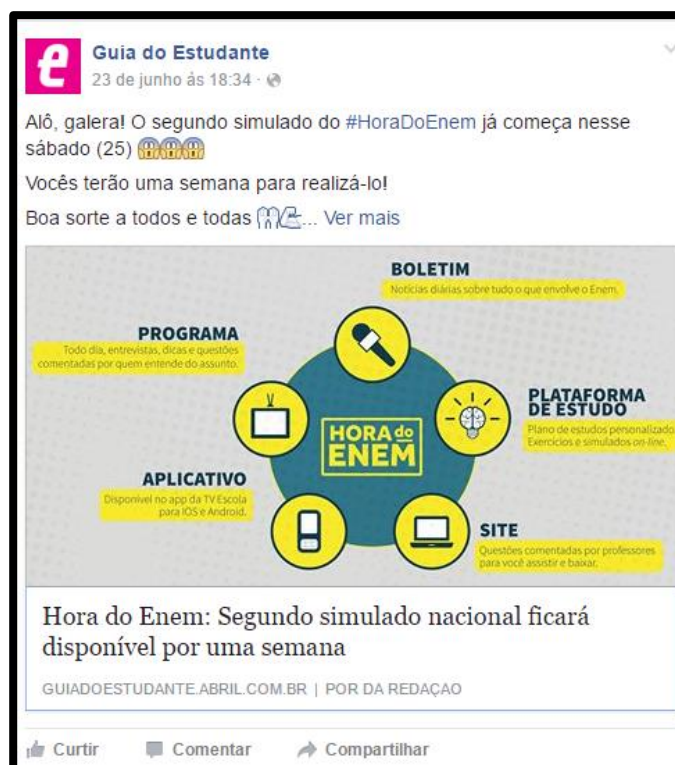 Guia do Estudante
23 de junho ás 18:34 ·
Alô, galera! O segundo simulado do #HoraDoEnem já começa nesse
sábado (25)
Vocês terão uma semana para realizá-lo!
Boa sorte a todos e todas ... Ver mais
BOLETIM
Notícias diárias sobre tudo o que envolve o Enem.
PROGRAMA
Todo dia, entrevistas, dicas e questões
comentadas por quem entende do assunto.
PLATAFORMA
DE ESTUDO
Plano de estudos personalizado.
Exercícios e simulados on-line.
HORA do
ENEM
APLICATIVO
Disponível no app da TV Escola
para IOS e Android.
SITE
Questões comentadas por professores
para você assistir e baixar.
Hora do Enem: Segundo simulado nacional ficará
disponível por uma semana
GUIADOESTUDANTE.ABRIL.COM.BR | POR DA REDAÇAO
Curtir Comentar Compartilhar